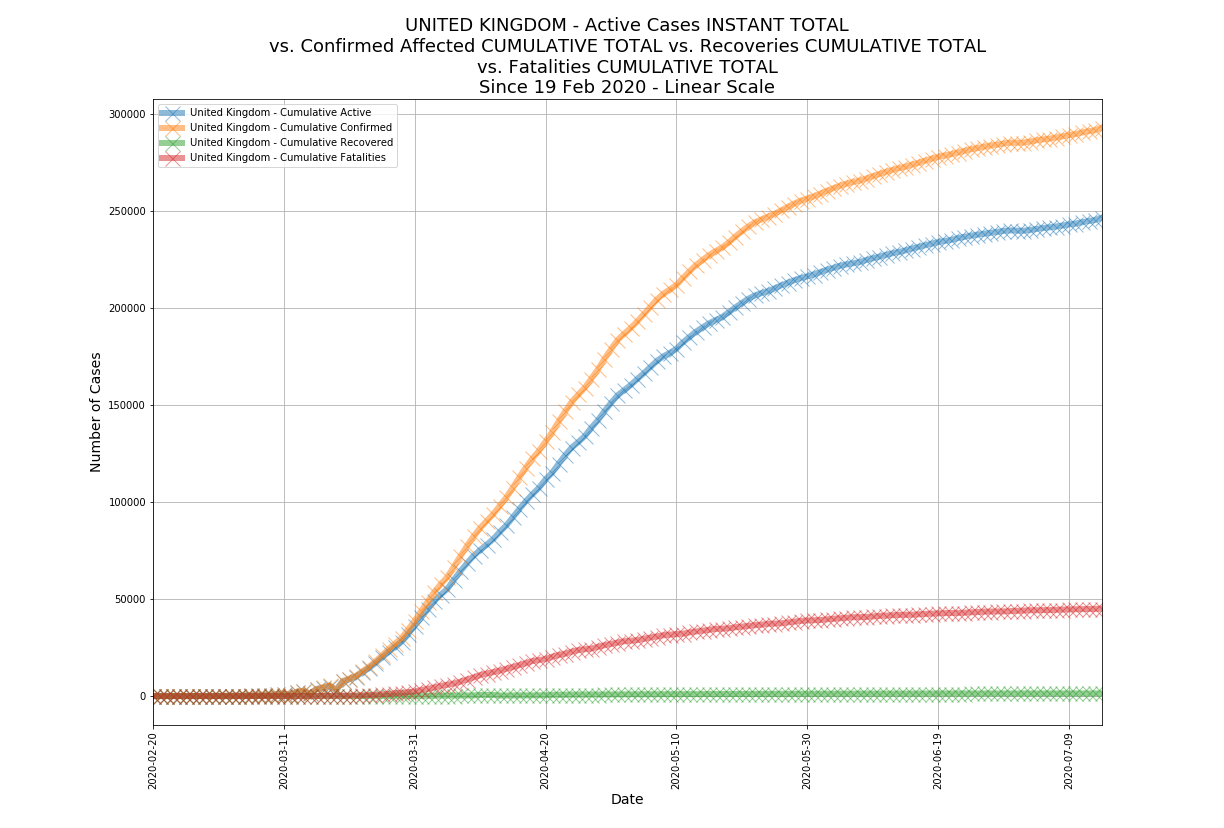 UNITED KINGDOM - Active Cases INSTANT TOTAL
vs. Confirmed Affected CUMULATIVE TOTAL vs. Recoveries CUMULATIVE TOTAL
vs. Fatalities CUMULATIVE TOTAL
Since 19 Feb 2020 - Linear Scale
United Kingdom - Cumulative Active
United Kingdom - Cumulative Confirmed
United Kingdom - Cumulative Recovered
United Kingdom - Cumulative Fatalities
Number of Cases
300000
250000
200000
150000
100000
50000
0
2020-02-20
2020-03-11
2020-03-31
2020-04-20
2020-05-10
2020-05-30
2020-06-19
2020-07-09
Date